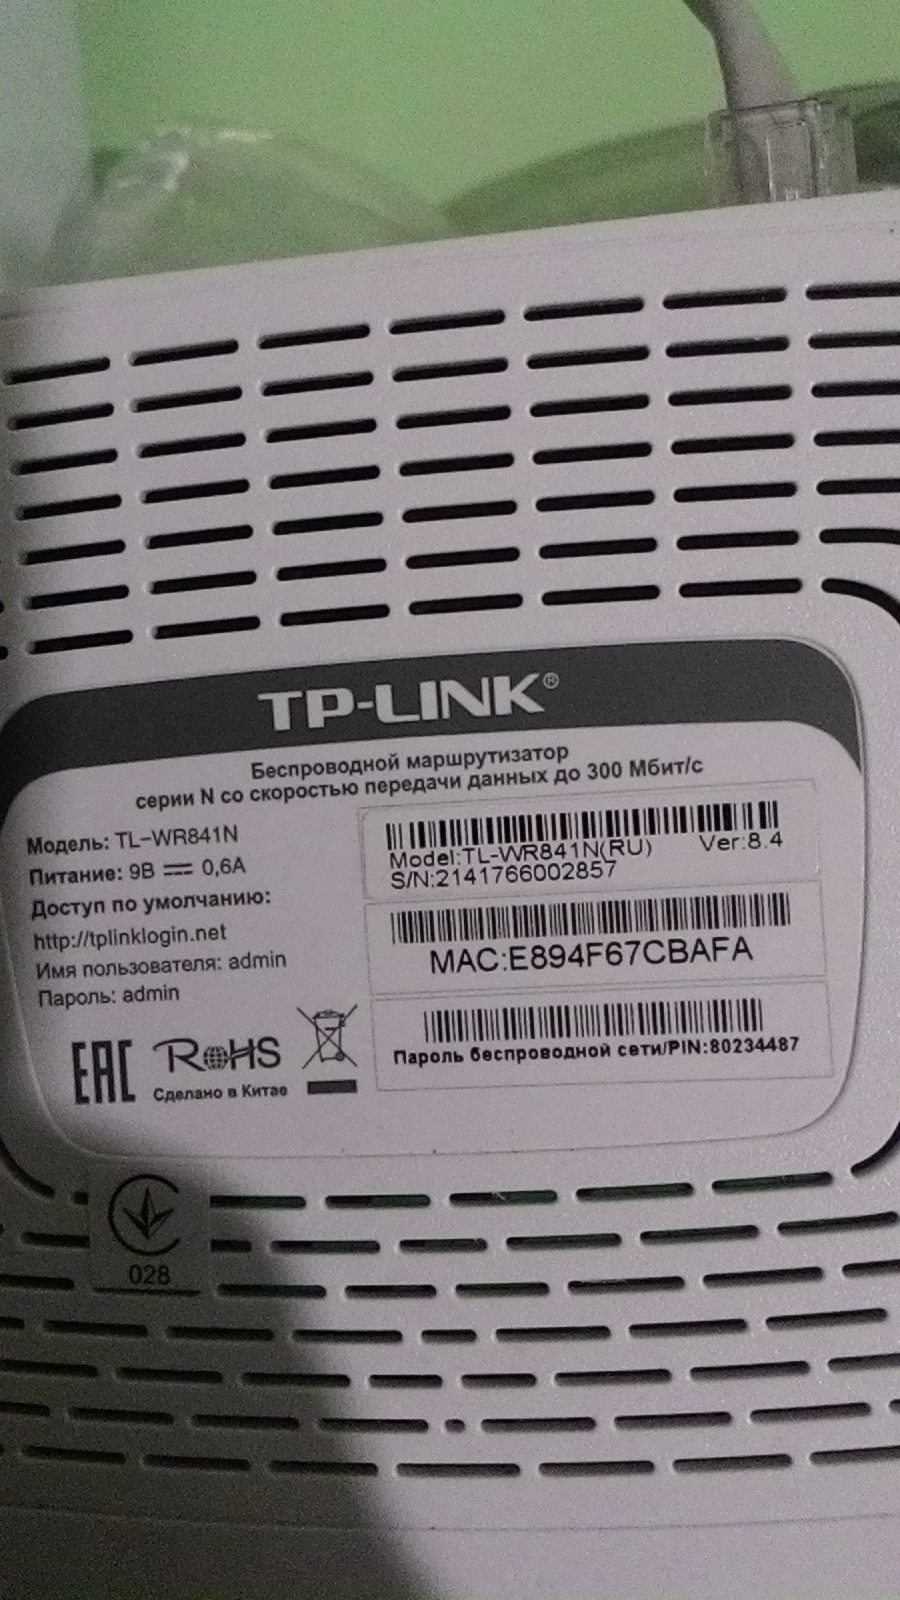 TP-LINK®
Беспроводной маршрутизатор
серии N со скоростью передачи данных до 300 Мбит/с
Модель: TL-WR841N
Питание: 9В ⎓ 0,6А
Доступ по умолчанию:
http://tplinklogin.net
Имя пользователя: admin
Пароль: admin
EAC RoHS
Сделано в Китае
Model:TL-WR841N(RU) Ver:8.4
S/N:2141766002857
MAC:E894F67CBAFA
Пароль беспроводной сети/PIN:80234487
028